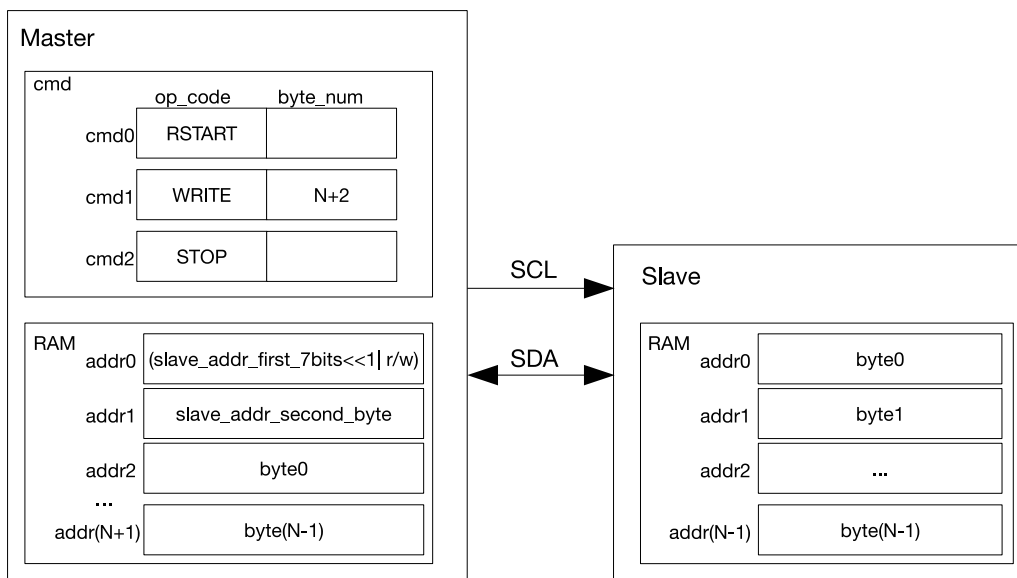 Master
cmd
op_code byte_num
cmd0 RSTART
cmd1 WRITE N+2
cmd2 STOP
RAM
addr0 (slave_addr_first_7bits<<1| r/w)
addr1 slave_addr_second_byte
addr2 byte0
...
addr(N+1) byte(N-1)
SCL
SDA
Slave
RAM
addr0 byte0
addr1 byte1
addr2 ...
addr(N-1) byte(N-1)